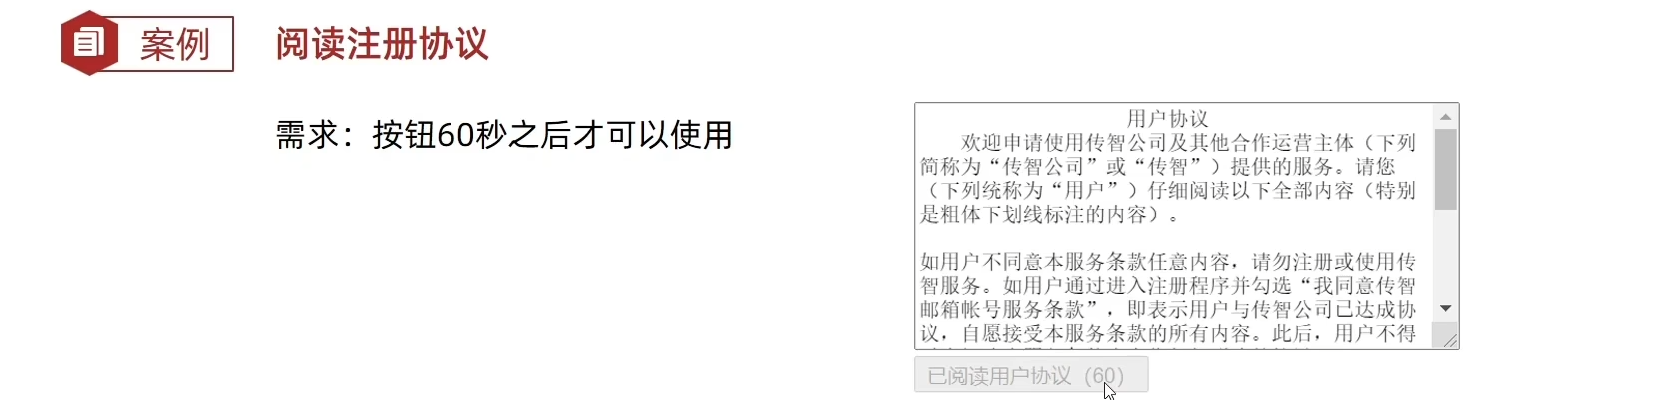 案例
阅读注册协议
需求：按钮60秒之后才可以使用
用户协议
欢迎申请使用传智公司及其他合作运营主体（下列
简称为“传智公司”或“传智”）提供的服务。请您
（下列统称为“用户”）仔细阅读以下全部内容（特别
是粗体下划线标注的内容）。
如用户不同意本服务条款任意内容，请勿注册或使用传
智服务。如用户通过进入注册程序并勾选“我同意传智
邮箱帐号服务条款”，即表示用户与传智公司已达成协
议，自愿接受本服务条款的所有内容。此后，用户不得
已阅读用户协议（60）